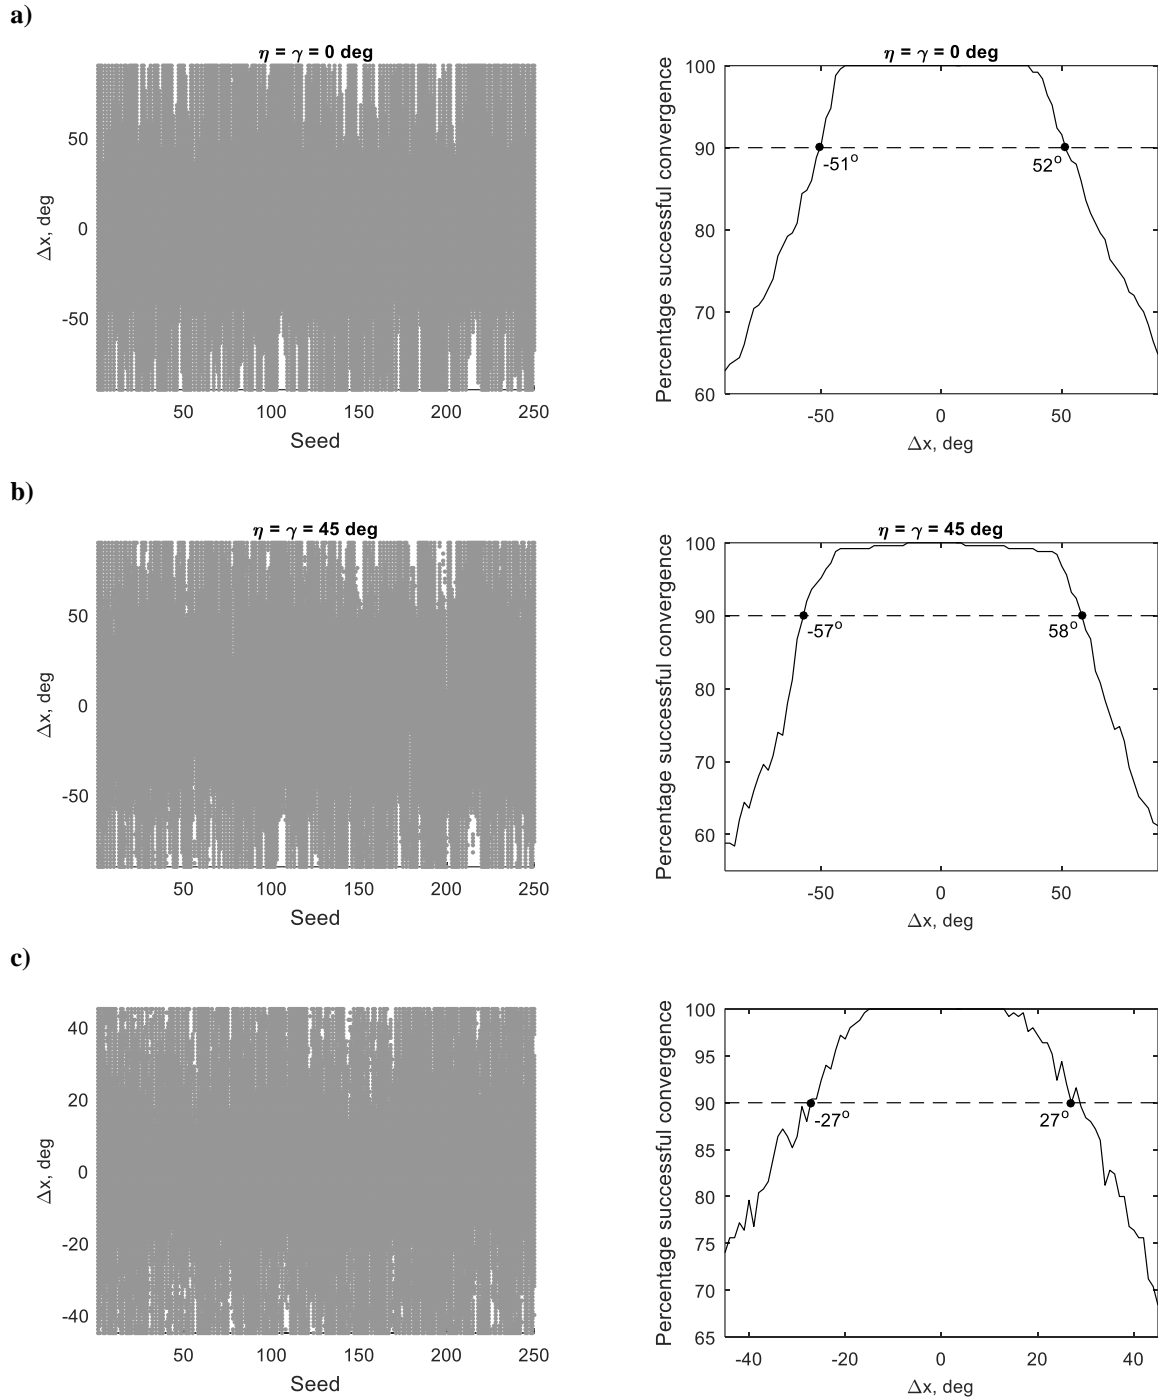 a)
η = γ = 0 deg
50
0
-50
Δx, deg
50 100 150 200 250
Seed
η = γ = 0 deg
100
90
80
70
60
Percentage successful convergence
-51°
52°
-50 0 50
Δx, deg
b)
η = γ = 45 deg
50
0
-50
Δx, deg
50 100 150 200 250
Seed
η = γ = 45 deg
100
90
80
70
60
Percentage successful convergence
-57°
58°
-50 0 50
Δx, deg
c)
40
20
0
-20
-40
Δx, deg
50 100 150 200 250
Seed
100
95
90
85
80
75
70
65
Percentage successful convergence
-27°
27°
-40 -20 0 20 40
Δx, deg